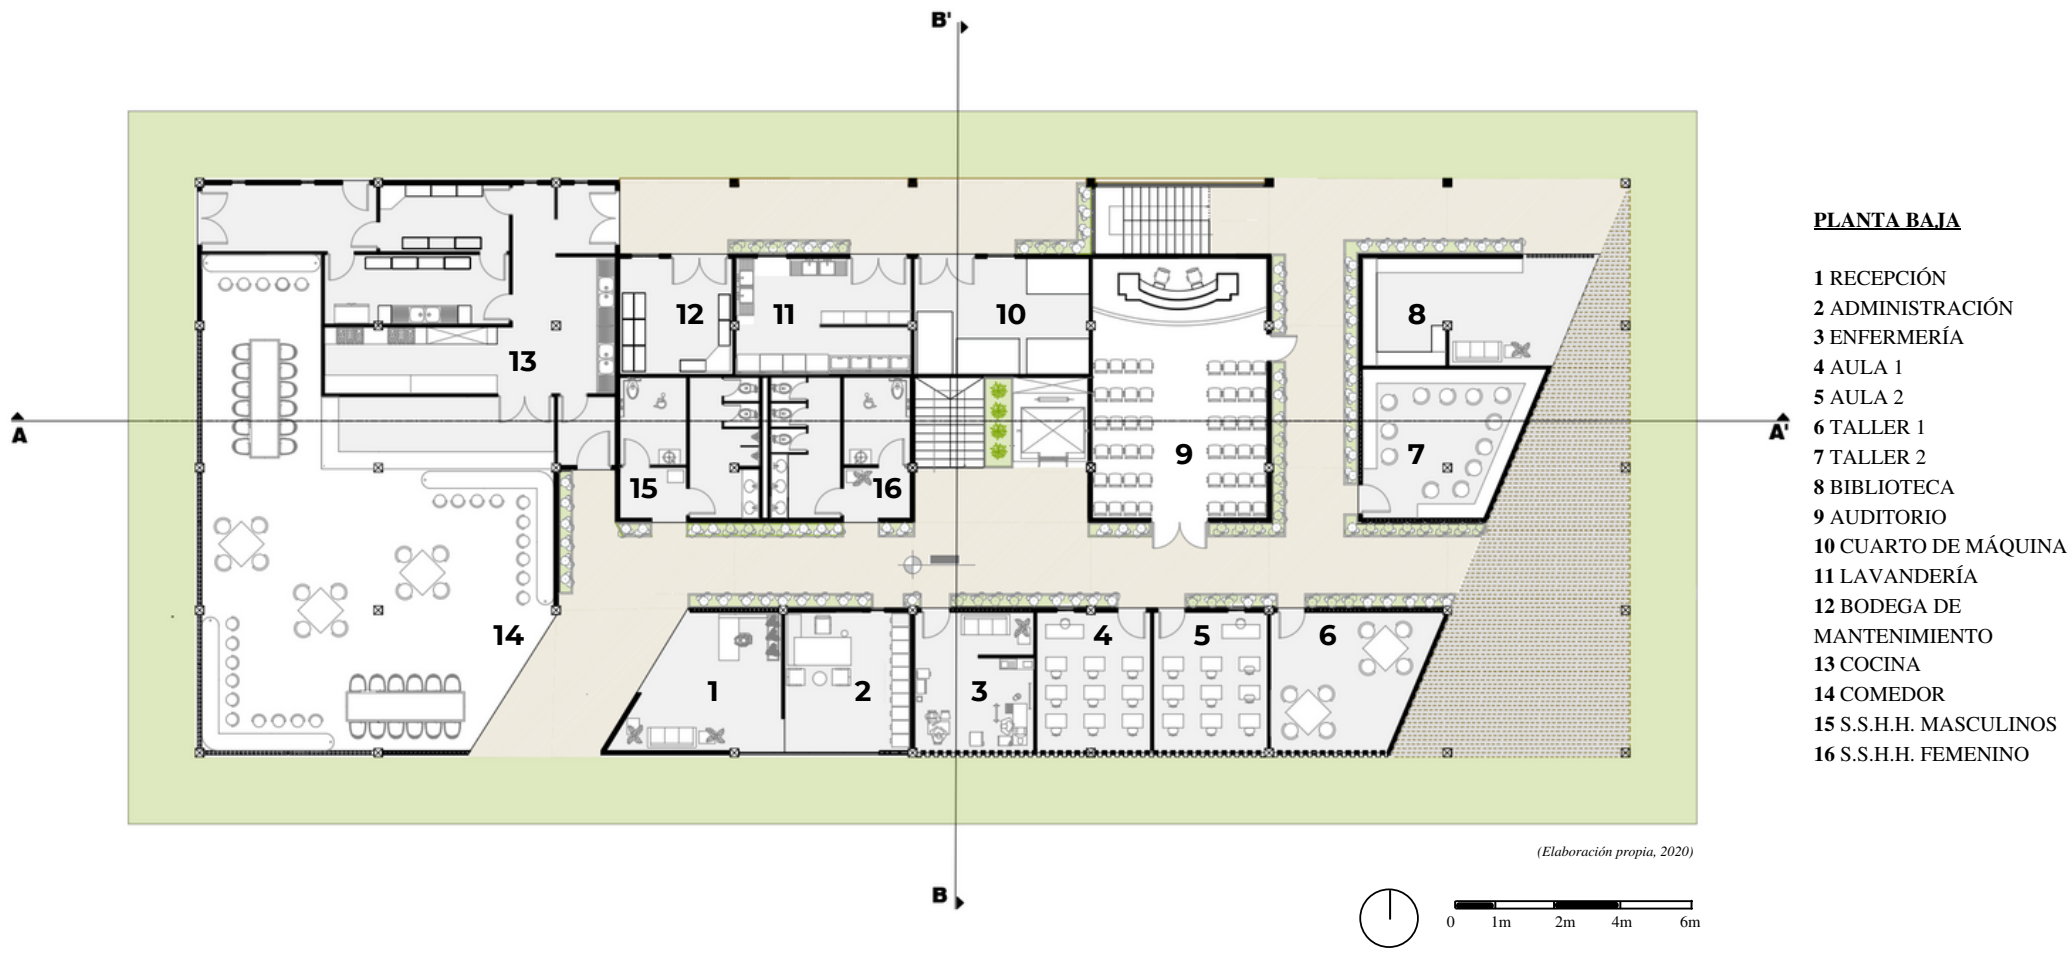 B'
12
11
10
8
13
9
7
A
A'
15
16
14
4
5
6
1
2
3
B
PLANTA BAJA
1 RECEPCIÓN
2 ADMINISTRACIÓN
3 ENFERMERÍA
4 AULA 1
5 AULA 2
6 TALLER 1
7 TALLER 2
8 BIBLIOTECA
9 AUDITORIO
10 CUARTO DE MÁQUINA
11 LAVANDERÍA
12 BODEGA DE
MANTENIMIENTO
13 COCINA
14 COMEDOR
15 S.S.H.H. MASCULINOS
16 S.S.H.H. FEMENINO
(Elaboración propia, 2020)
0 1m 2m 4m 6m